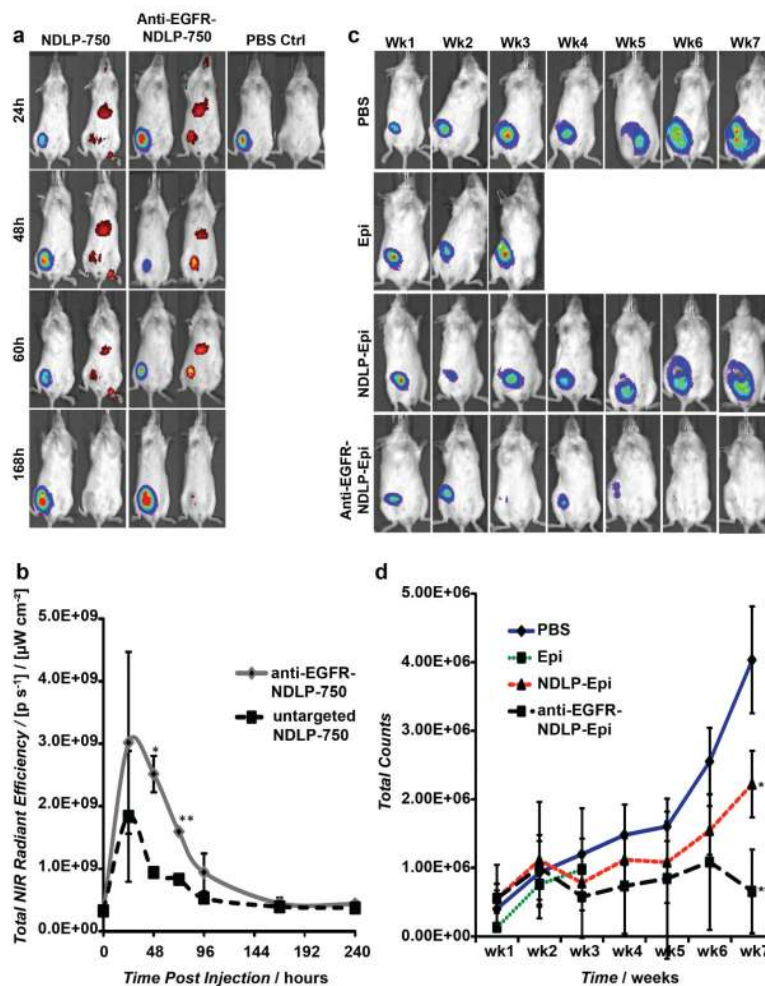 a
NDLP-750
Anti-EGFR-
NDLP-750
PBS Ctrl
24h
48h
60h
168h
c
Wk1 Wk2 Wk3 Wk4 Wk5 Wk6 Wk7
PBS
Epi
NDLP-Epi
Anti-EGFR-
NDLP-Epi
b
Total NIR Radiant Efficiency / [p s⁻¹] / [µW cm⁻²]
5.0E+09
4.0E+09
3.0E+09
2.0E+09
1.0E+09
0.0E+00
anti-EGFR-
NDLP-750
untargeted
NDLP-750
*
**
0 48 96 144 192 240
Time Post Injection / hours
d
Total Counts
5.00E+06
4.00E+06
3.00E+06
2.00E+06
1.00E+06
0.00E+00
PBS
Epi
NDLP-Epi
anti-EGFR-
NDLP-Epi
*
*
wk1 wk2 wk3 wk4 wk5 wk6 wk7
Time / weeks